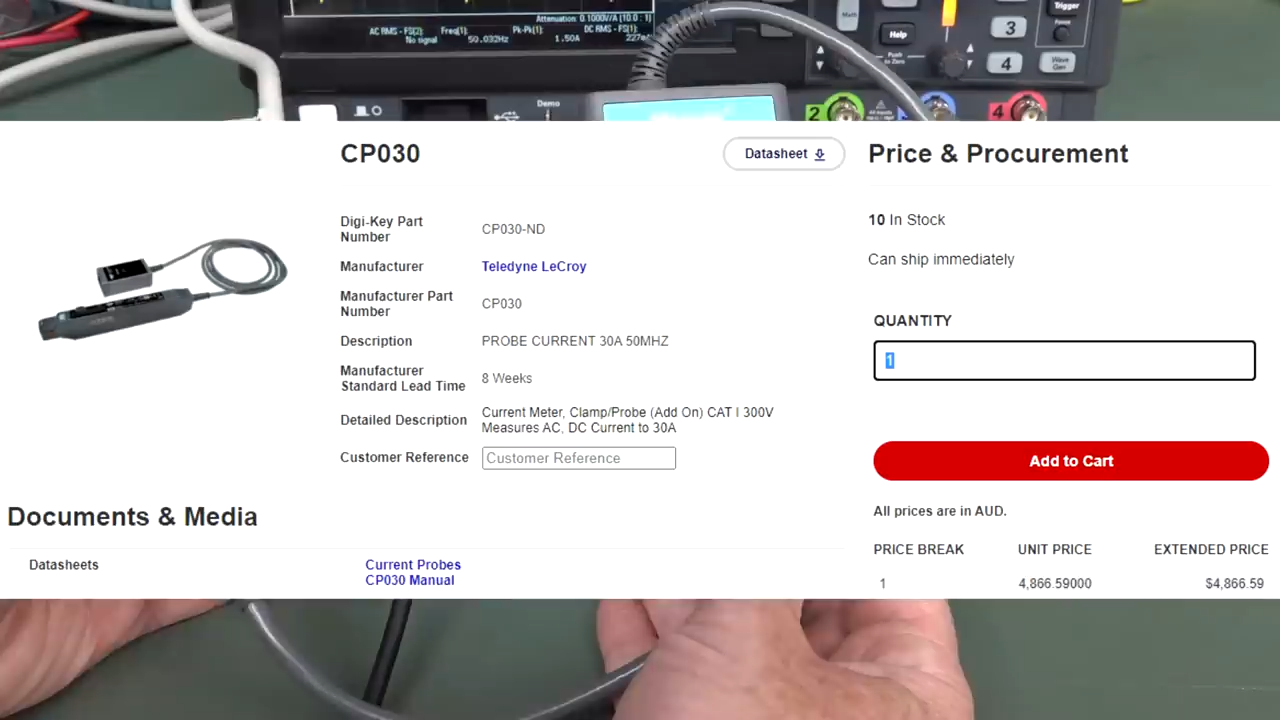 Attenuation: 0.1000V/A (10.0 : 1)
AC RMS - FS(2):
No signal
Freq(1):
50.032Hz
Pk-Pk(1):
1.50A
DC RMS - FS(1):
Math
Help
Push
to Zero
Trigger
3
4
Wave
Gen
Demo
2
4
CP030
Datasheet
Digi-Key Part
Number
CP030-ND
Manufacturer
Teledyne LeCroy
Manufacturer Part
Number
CP030
Description
PROBE CURRENT 30A 50MHZ
Manufacturer
Standard Lead Time
8 Weeks
Detailed Description
Current Meter, Clamp/Probe (Add On) CAT I 300V
Measures AC, DC Current to 30A
Customer Reference
Customer Reference
Documents & Media
Datasheets
Current Probes
CP030 Manual
Price & Procurement
10 In Stock
Can ship immediately
QUANTITY
1
Add to Cart
All prices are in AUD.
PRICE BREAK
UNIT PRICE
EXTENDED PRICE
1
4,866.59000
$4,866.59